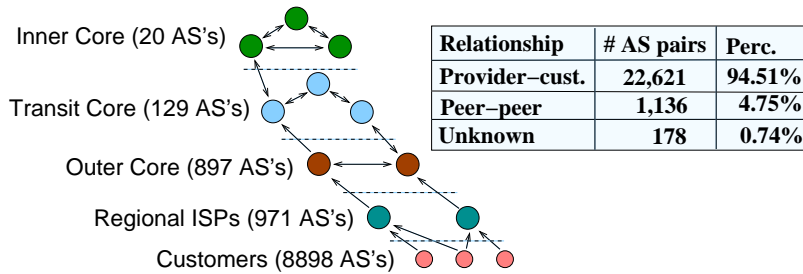 Inner Core (20 AS's)
Transit Core (129 AS's)
Outer Core (897 AS's)
Regional ISPs (971 AS's)
Customers (8898 AS's)
Relationship # AS pairs Perc.
Provider−cust. 22,621 94.51%
Peer−peer 1,136 4.75%
Unknown 178 0.74%